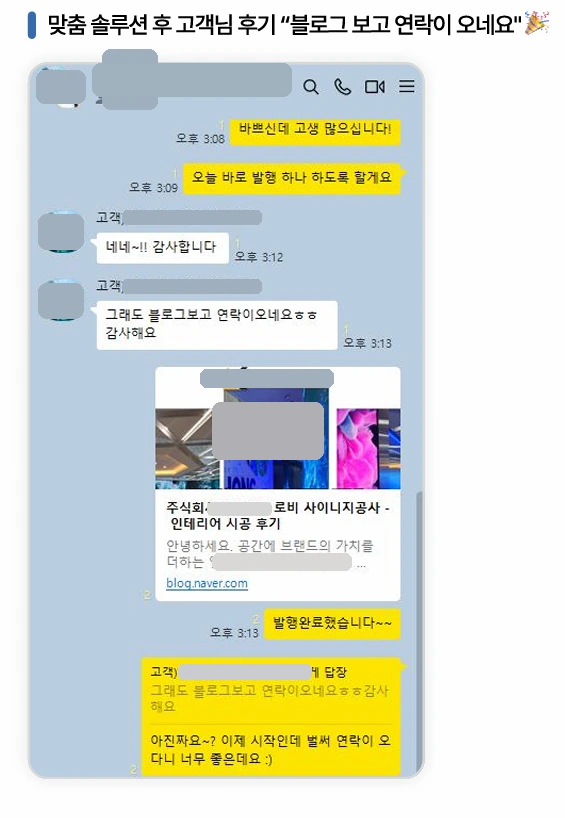 맞춤 솔루션 후 고객님 후기 “블로그 보고 연락이 오네요"
바쁘신데 고생 많으십니다!
1
오후 3:08
오늘 바로 발행 하나 하도록 할게요
1
오후 3:09
고객)
네네~!! 감사합니다
1
오후 3:12
고객)
그래도 블로그보고 연락이오네요ㅎㅎ
감사해요
1
오후 3:13
주식회사 로비 사이니지공사 -
인테리어 시공 후기
안녕하세요. 공간에 브랜드의 가치를
더하는 ...
blog.naver.com
2
발행완료했습니다~~
2
오후 3:13
고객) 에게 답장
그래도 블로그보고 연락이오네요ㅎㅎ감사
해요
아진짜요~? 이제 시작인데 벌써 연락이 오
다니 너무 좋은데요 :)
2